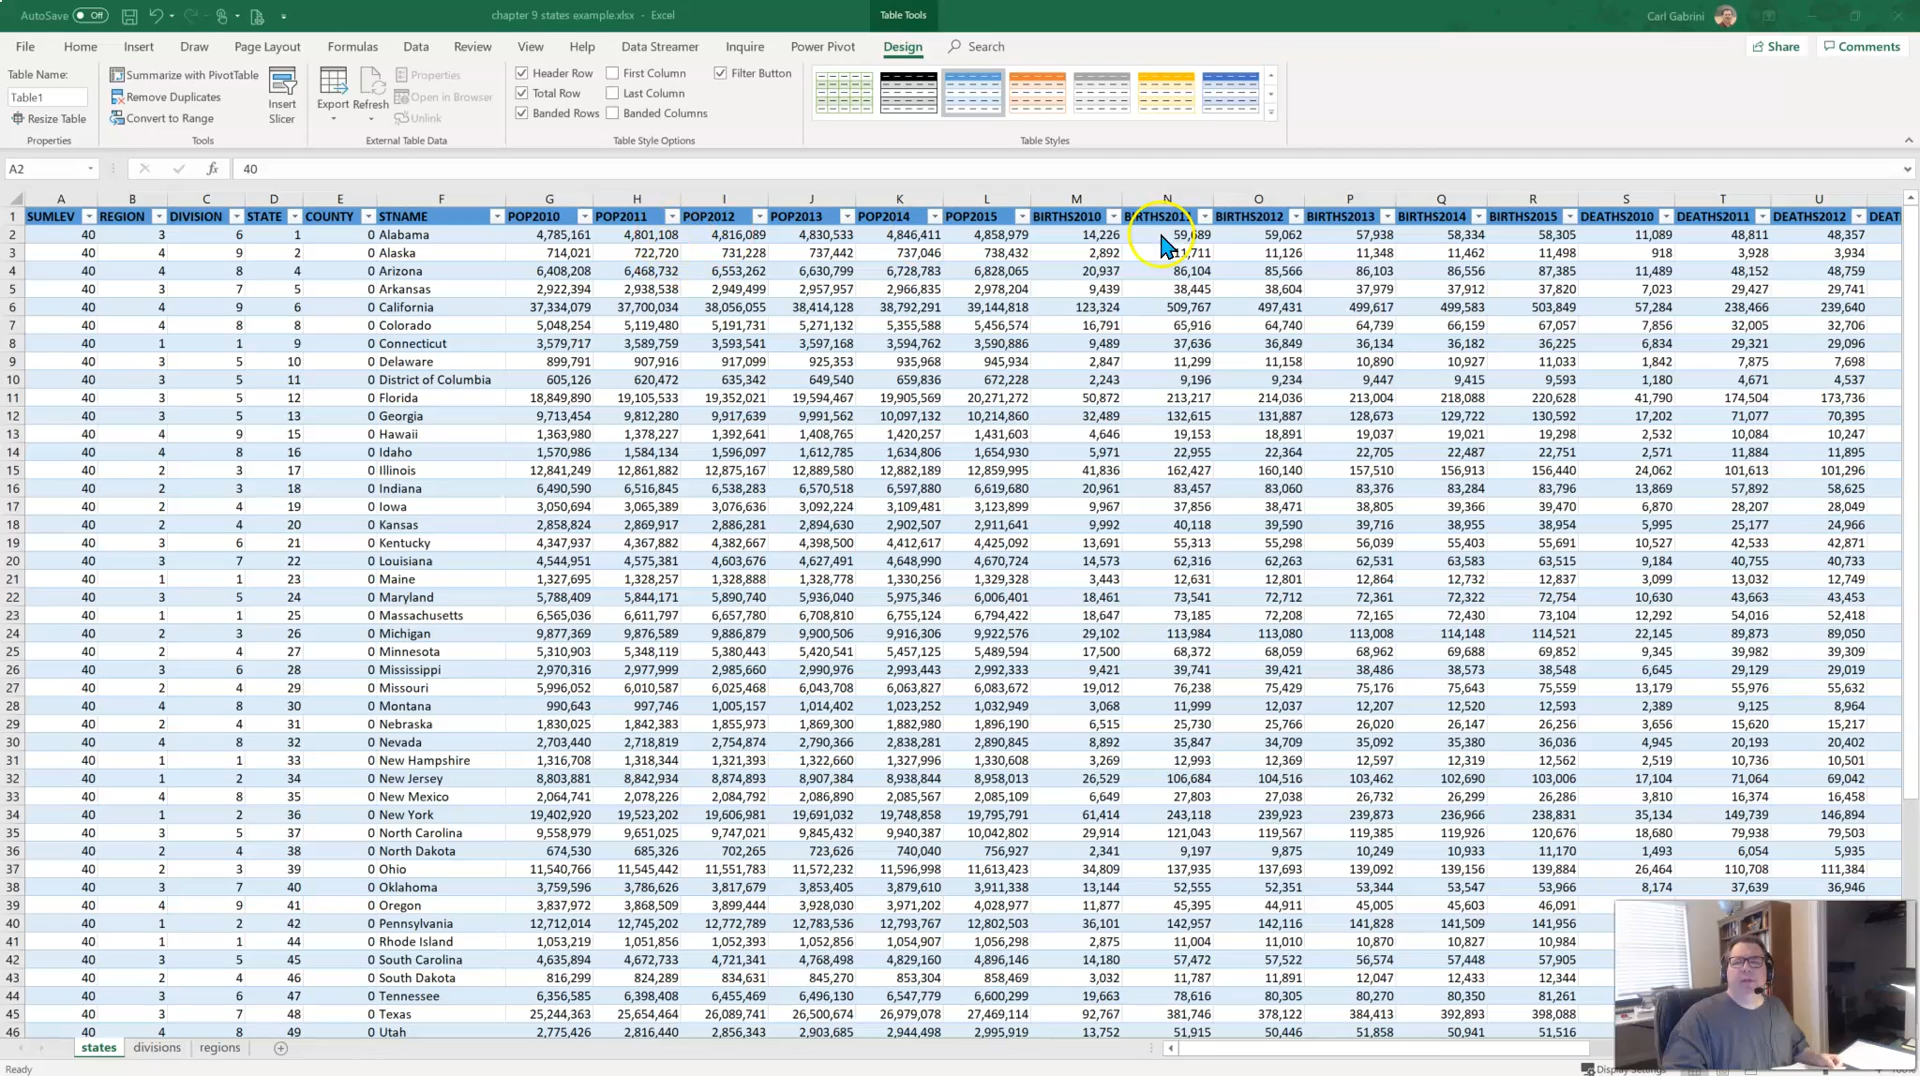 AutoSave Off chapter 9 states example.xlsx - Excel Table Tools Carl Gabrini
File Home Insert Draw Page Layout Formulas Data Review View Help Data Streamer Inquire Power Pivot Design Search Share Comments
Table Name: Summarize with PivotTable Properties Header Row First Column Filter Button
Table1 Remove Duplicates Insert Slicer Export Refresh Open in Browser Total Row Last Column
Resize Table Convert to Range Unlink Banded Rows Banded Columns
Properties Tools External Table Data Table Style Options Table Styles
A2 fx 40
A B C D E F G H I J K L M N O P Q R S T U
1 SUMLEV REGION DIVISION STATE COUNTY STNAME POP2010 POP2011 POP2012 POP2013 POP2014 POP2015 BIRTHS2010 BIRTHS2011 BIRTHS2012 BIRTHS2013 BIRTHS2014 BIRTHS2015 DEATHS2010 DEATHS2011 DEATHS2012 DEAT
2 40 3 6 1 0 Alabama 4,785,161 4,801,108 4,816,089 4,830,533 4,846,411 4,858,979 14,226 59,689 59,062 57,938 58,334 58,305 11,089 48,811 48,357
3 40 4 9 2 0 Alaska 714,021 722,720 731,228 737,442 737,046 738,432 2,892 11,711 11,126 11,348 11,462 11,498 918 3,928 3,934
4 40 4 8 4 0 Arizona 6,408,208 6,468,732 6,553,262 6,630,799 6,728,783 6,828,065 20,937 86,104 85,566 86,103 86,556 87,385 11,489 48,152 48,759
5 40 3 7 5 0 Arkansas 2,922,394 2,938,538 2,949,499 2,957,957 2,966,835 2,978,204 9,439 38,445 38,604 37,979 37,912 37,820 7,023 29,427 29,741
6 40 4 9 6 0 California 37,334,079 37,700,034 38,056,055 38,414,128 38,792,291 39,144,818 123,324 509,767 497,431 499,617 499,583 503,849 57,284 238,466 239,640
7 40 4 8 8 0 Colorado 5,048,254 5,119,480 5,191,731 5,271,132 5,355,588 5,456,574 16,791 65,916 64,740 64,739 66,159 67,057 7,856 32,005 32,706
8 40 1 1 9 0 Connecticut 3,579,717 3,589,759 3,593,541 3,597,168 3,594,762 3,590,886 9,489 37,636 36,849 36,134 36,182 36,225 6,834 29,321 29,096
9 40 3 5 10 0 Delaware 899,791 907,916 917,099 925,353 935,968 945,934 2,847 11,299 11,158 10,890 10,927 11,033 1,842 7,875 7,698
10 40 3 5 11 0 District of Columbia 605,126 620,472 635,342 649,540 659,836 672,228 2,243 9,196 9,234 9,447 9,415 9,593 1,180 4,671 4,537
11 40 3 5 12 0 Florida 18,849,890 19,105,533 19,352,021 19,594,467 19,905,569 20,271,272 50,872 213,217 214,036 213,004 218,088 220,628 41,790 174,504 173,736
12 40 3 5 13 0 Georgia 9,713,454 9,812,280 9,917,639 9,991,562 10,097,132 10,214,860 32,489 132,615 131,887 128,673 129,722 130,592 17,202 71,077 70,395
13 40 4 9 15 0 Hawaii 1,363,980 1,378,227 1,392,641 1,408,765 1,420,257 1,431,603 4,646 19,153 18,891 19,037 19,021 19,298 2,532 10,084 10,247
14 40 4 8 16 0 Idaho 1,570,986 1,584,134 1,596,097 1,612,785 1,634,806 1,654,930 5,971 22,955 22,364 22,705 22,487 22,751 2,571 11,884 11,895
15 40 2 3 17 0 Illinois 12,841,249 12,861,882 12,875,167 12,889,580 12,882,189 12,859,995 41,836 162,427 160,140 157,510 156,913 156,440 24,062 101,613 101,296
16 40 2 3 18 0 Indiana 6,490,590 6,516,845 6,538,283 6,570,518 6,597,880 6,619,680 20,961 83,457 83,060 83,376 83,284 83,796 13,869 57,892 58,625
17 40 2 4 19 0 Iowa 3,050,694 3,065,389 3,076,636 3,092,224 3,109,481 3,123,899 9,967 37,856 38,471 38,805 39,366 39,470 6,870 28,207 28,049
18 40 2 4 20 0 Kansas 2,858,824 2,869,917 2,886,281 2,894,630 2,902,507 2,911,641 9,992 40,118 39,590 39,716 38,955 38,954 5,995 25,177 24,966
19 40 3 6 21 0 Kentucky 4,347,937 4,367,882 4,382,667 4,398,500 4,412,617 4,425,092 13,691 55,313 55,298 56,039 55,403 55,691 10,527 42,533 42,871
20 40 3 7 22 0 Louisiana 4,544,951 4,575,381 4,603,676 4,627,491 4,648,990 4,670,724 14,573 62,316 62,263 62,531 63,583 63,515 9,184 40,755 40,733
21 40 1 1 23 0 Maine 1,327,695 1,328,257 1,328,888 1,328,778 1,330,256 1,329,328 3,443 12,631 12,801 12,864 12,732 12,837 3,099 13,032 12,749
22 40 3 5 24 0 Maryland 5,788,409 5,844,171 5,890,740 5,936,040 5,975,346 6,006,401 18,461 73,541 72,712 72,361 72,322 72,754 10,630 43,663 43,453
23 40 1 1 25 0 Massachusetts 6,565,036 6,611,797 6,657,780 6,708,810 6,755,124 6,794,422 18,647 73,185 72,208 72,165 72,430 73,104 12,292 54,016 52,418
24 40 2 3 26 0 Michigan 9,877,369 9,876,589 9,886,879 9,900,506 9,916,306 9,922,576 29,102 113,984 113,080 113,008 114,148 114,521 22,145 89,873 89,050
25 40 2 4 27 0 Minnesota 5,310,903 5,348,119 5,380,443 5,420,541 5,457,125 5,489,594 17,500 68,372 68,059 68,962 69,688 69,852 9,345 39,982 39,309
26 40 3 6 28 0 Mississippi 2,970,316 2,977,999 2,985,660 2,990,976 2,993,443 2,992,333 9,421 39,741 39,421 38,486 38,573 38,548 6,645 29,129 29,019
27 40 2 4 29 0 Missouri 5,996,052 6,010,587 6,025,468 6,043,708 6,063,827 6,083,672 19,012 76,238 75,429 75,176 75,643 75,559 13,179 55,976 55,632
28 40 4 8 30 0 Montana 990,643 997,746 1,005,157 1,014,402 1,023,252 1,032,949 3,068 11,999 12,037 12,207 12,520 12,593 2,389 9,125 8,964
29 40 2 4 31 0 Nebraska 1,830,025 1,842,383 1,855,973 1,869,300 1,882,980 1,896,190 6,515 25,730 25,766 26,020 26,147 26,256 3,656 15,620 15,217
30 40 4 8 32 0 Nevada 2,703,440 2,718,819 2,754,874 2,790,366 2,838,281 2,890,845 8,892 35,847 34,709 35,092 35,380 36,036 4,945 20,193 20,402
31 40 1 1 33 0 New Hampshire 1,316,708 1,318,344 1,321,393 1,322,660 1,327,996 1,330,608 3,269 12,993 12,369 12,597 12,319 12,562 2,519 10,736 10,501
32 40 1 2 34 0 New Jersey 8,803,881 8,842,934 8,874,893 8,907,384 8,938,844 8,958,013 26,529 106,684 104,516 103,462 102,690 103,006 17,104 71,064 69,042
33 40 4 8 35 0 New Mexico 2,064,741 2,078,226 2,084,792 2,086,890 2,085,567 2,085,109 6,649 27,803 27,038 26,732 26,299 26,286 3,810 16,374 16,458
34 40 1 2 36 0 New York 19,402,920 19,523,202 19,606,981 19,691,032 19,748,858 19,795,791 61,414 243,118 239,923 239,873 236,966 238,831 35,134 149,739 146,894
35 40 3 5 37 0 North Carolina 9,558,979 9,651,025 9,747,021 9,845,432 9,940,387 10,042,802 29,914 121,043 119,567 119,385 119,926 120,676 18,680 79,938 79,503
36 40 2 4 38 0 North Dakota 674,530 685,326 702,265 723,626 740,040 756,927 2,341 9,197 9,875 10,249 10,933 11,170 1,493 6,054 5,935
37 40 2 3 39 0 Ohio 11,540,766 11,545,442 11,551,783 11,572,232 11,596,998 11,613,423 34,809 137,935 137,693 139,092 139,156 139,884 26,464 110,708 111,384
38 40 3 7 40 0 Oklahoma 3,759,596 3,786,626 3,817,679 3,853,405 3,879,610 3,911,338 13,144 52,555 52,351 53,344 53,547 53,966 8,174 37,639 36,946
39 40 4 9 41 0 Oregon 3,837,972 3,868,509 3,899,444 3,928,030 3,971,202 4,028,977 11,877 45,395 44,911 45,005 45,603 46,091
40 40 1 2 42 0 Pennsylvania 12,712,014 12,744,583 12,772,789 12,783,536 12,793,767 12,802,503 36,101 142,957 142,116 141,828 141,509 141,956
41 40 1 1 44 0 Rhode Island 1,053,219 1,051,856 1,052,393 1,052,856 1,054,907 1,056,298 2,875 11,004 11,010 10,870 10,827 10,984
42 40 3 5 45 0 South Carolina 4,635,894 4,672,733 4,721,341 4,768,498 4,829,160 4,896,146 14,180 57,472 57,522 56,574 57,448 57,905
43 40 2 4 46 0 South Dakota 816,299 824,289 834,631 845,270 853,304 858,469 3,032 11,787 11,891 12,047 12,433 12,344
44 40 3 6 47 0 Tennessee 6,356,585 6,398,408 6,455,469 6,496,130 6,547,779 6,600,299 19,663 78,616 80,305 80,270 80,350 81,261
45 40 3 7 48 0 Texas 25,244,363 25,654,464 26,089,741 26,500,674 26,979,078 27,469,114 92,767 381,746 378,122 384,413 392,893 398,088
46 40 4 8 49 0 Utah 2,775,426 2,816,440 2,856,343 2,903,685 2,944,498 2,995,919 13,752 51,915 50,446 51,858 50,941 51,516
states divisions regions
Ready Display Settings